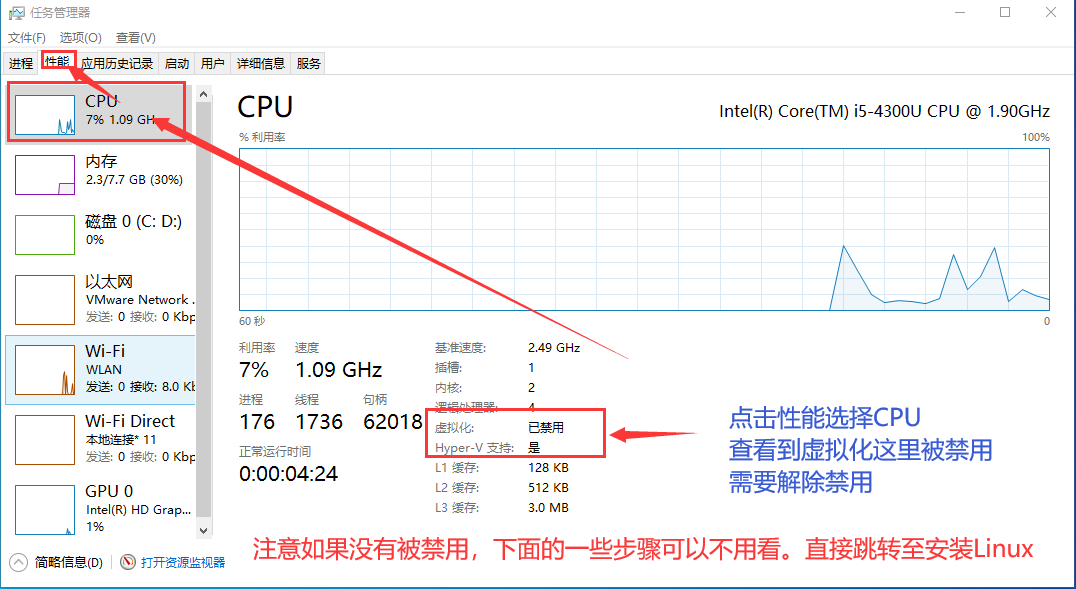 任务管理器
文件(F) 选项(O) 查看(V)
进程 性能 应用历史记录 启动 用户 详细信息 服务
CPU
7% 1.09 GH
内存
2.3/7.7 GB (30%)
磁盘 0 (C: D:)
0%
以太网
VMware Network .
发送: 0 接收: 0 Kbp
Wi-Fi
WLAN
发送: 0 接收: 8.0 Kb
Wi-Fi Direct
本地连接* 11
发送: 0 接收: 0 Kbp
GPU 0
Intel(R) HD Grap...
1%
CPU
Intel(R) Core(TM) i5-4300U CPU @ 1.90GHz
% 利用率 100%
60 秒 0
利用率 速度
7% 1.09 GHz
进程 线程 句柄
176 1736 62018
正常运行时间
0:00:04:24
基准速度: 2.49 GHz
插槽: 1
内核: 2
逻辑处理器: 4
虚拟化: 已禁用
Hyper-V 支持: 是
L1 缓存: 128 KB
L2 缓存: 512 KB
L3 缓存: 3.0 MB
点击性能选择CPU
查看到虚拟化这里被禁用
需要解除禁用
注意如果没有被禁用，下面的一些步骤可以不用看。直接跳转至安装Linux
简略信息(D) 打开资源监视器